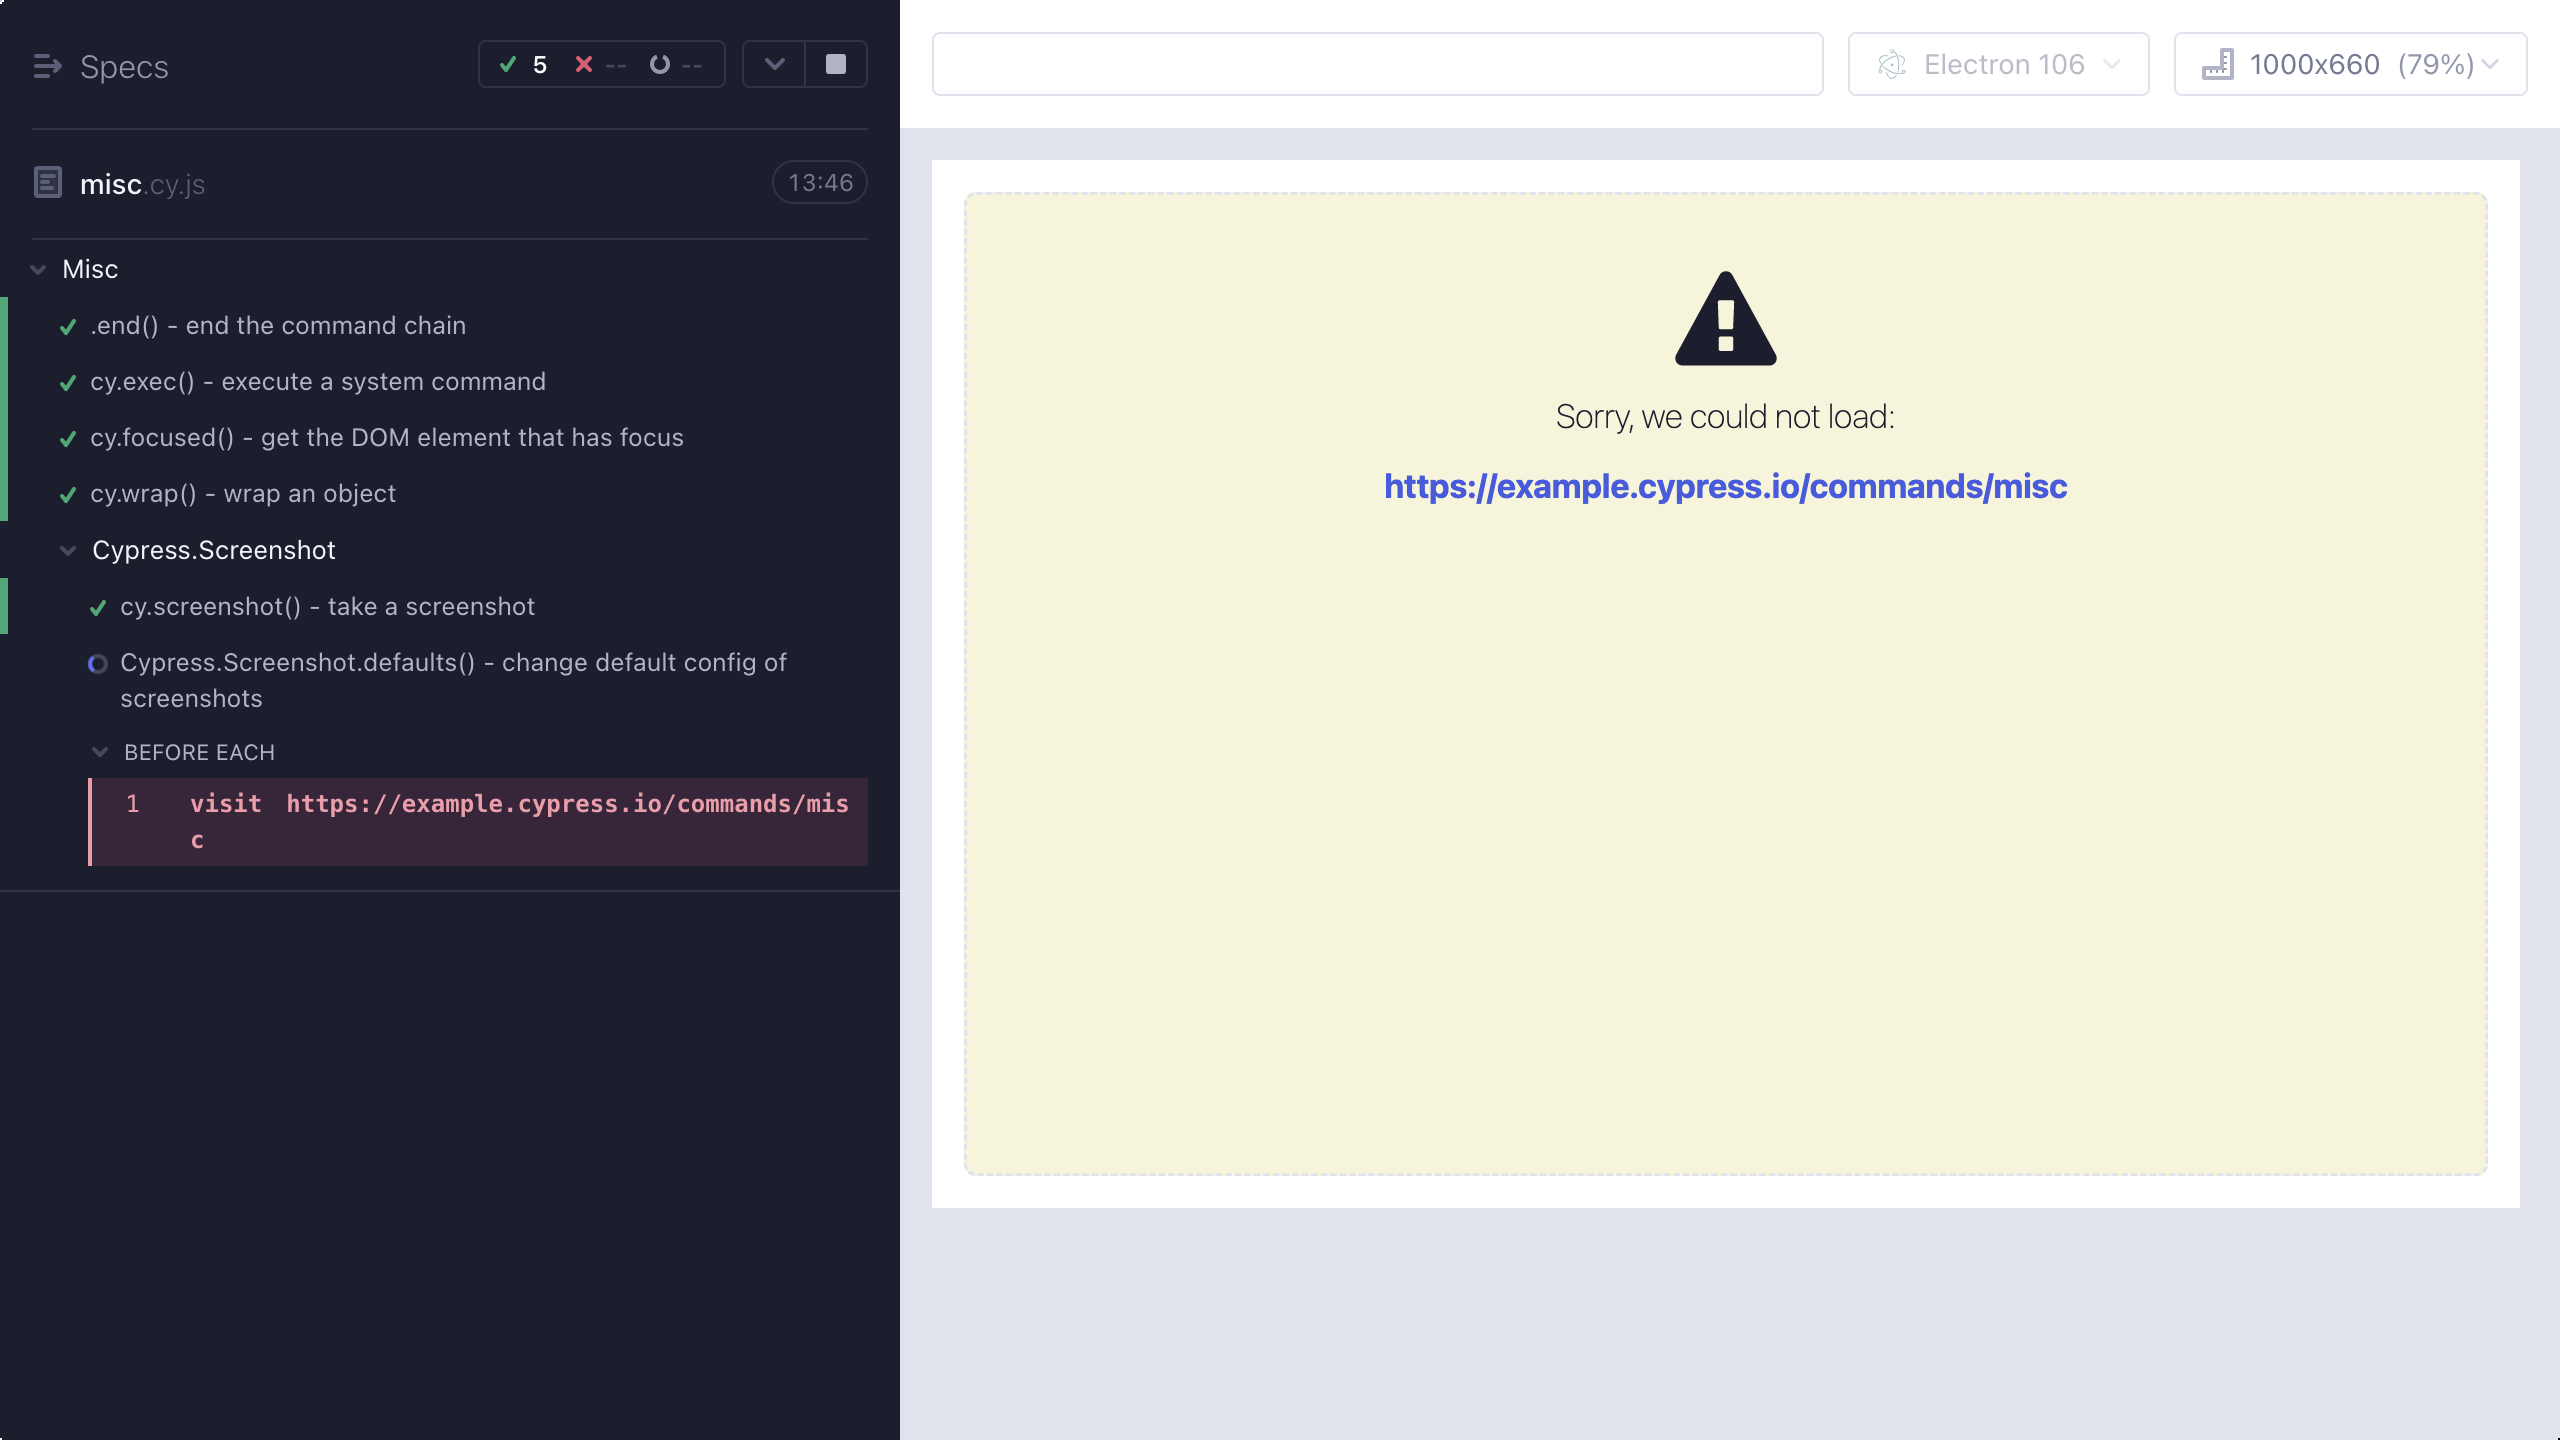 Specs
5 -- --
misc.cy.js
13:46
Misc
.end() - end the command chain
cy.exec() - execute a system command
cy.focused() - get the DOM element that has focus
cy.wrap() - wrap an object
Cypress.Screenshot
cy.screenshot() - take a screenshot
Cypress.Screenshot.defaults() - change default config of
screenshots
BEFORE EACH
1 visit https://example.cypress.io/commands/mis
c
Electron 106
1000x660 (79%)
Sorry, we could not load:
https://example.cypress.io/commands/misc